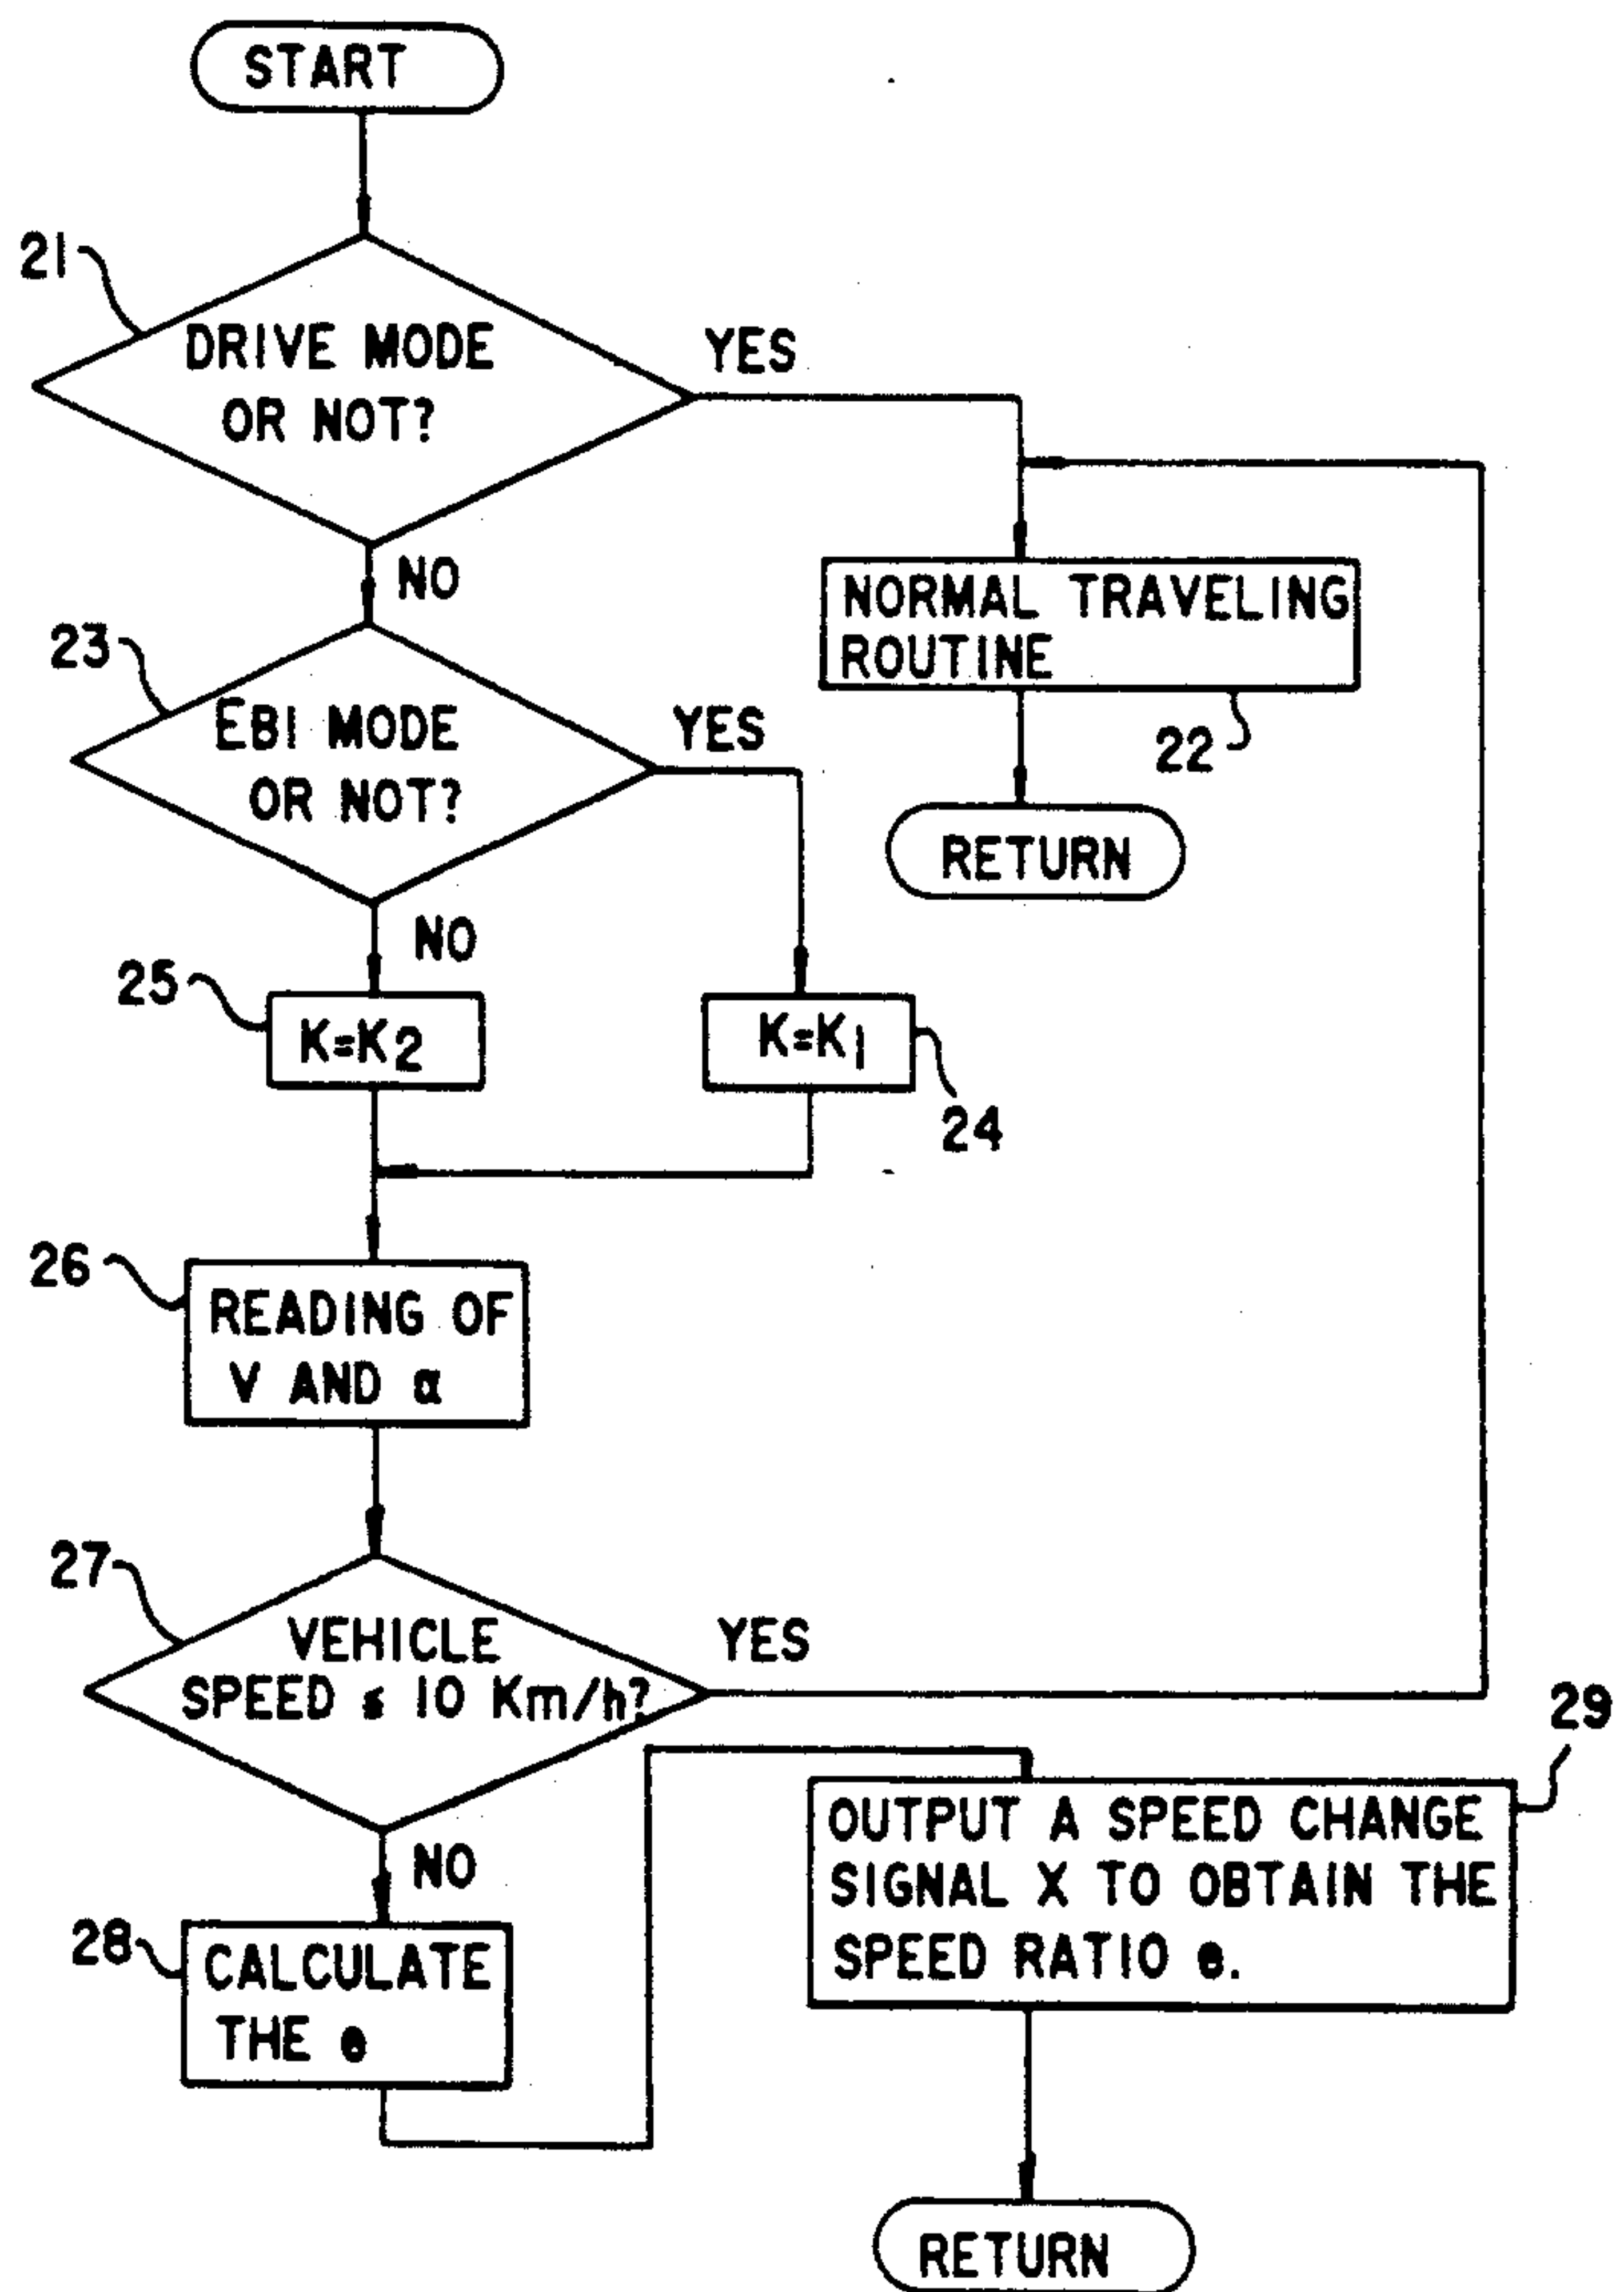 START
21
DRIVE MODE
OR NOT?
YES
NO
NORMAL TRAVELING
ROUTINE
22
RETURN
23
EBI MODE
OR NOT?
YES
NO
25
K=K2
K=K1
24
26
READING OF
V AND α
27
VEHICLE
SPEED ≤ 10 Km/h?
YES
NO
28
CALCULATE
THE e
29
OUTPUT A SPEED CHANGE
SIGNAL X TO OBTAIN THE
SPEED RATIO e.
RETURN